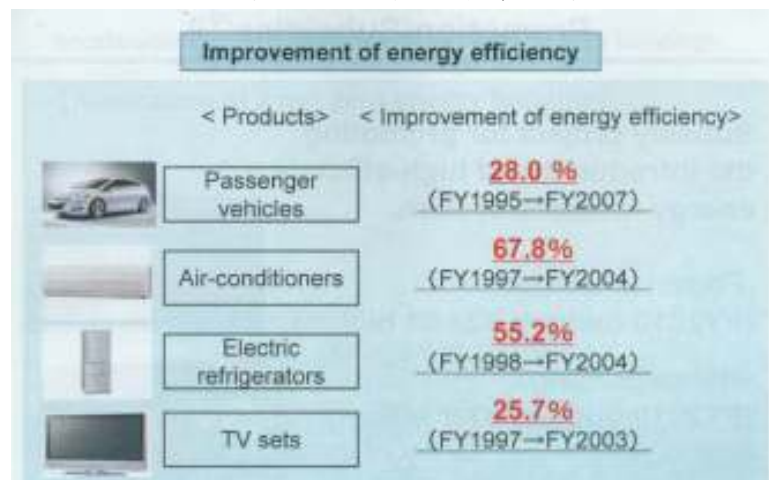 Improvement of energy efficiency
< Products> < Improvement of energy efficiency>
Passenger
vehicles
28.0 %
(FY1995→FY2007)
Air-conditioners
67.8%
(FY1997→FY2004)
Electric
refrigerators
55.2%
(FY1998→FY2004)
TV sets
25.7%
(FY1997→FY2003)